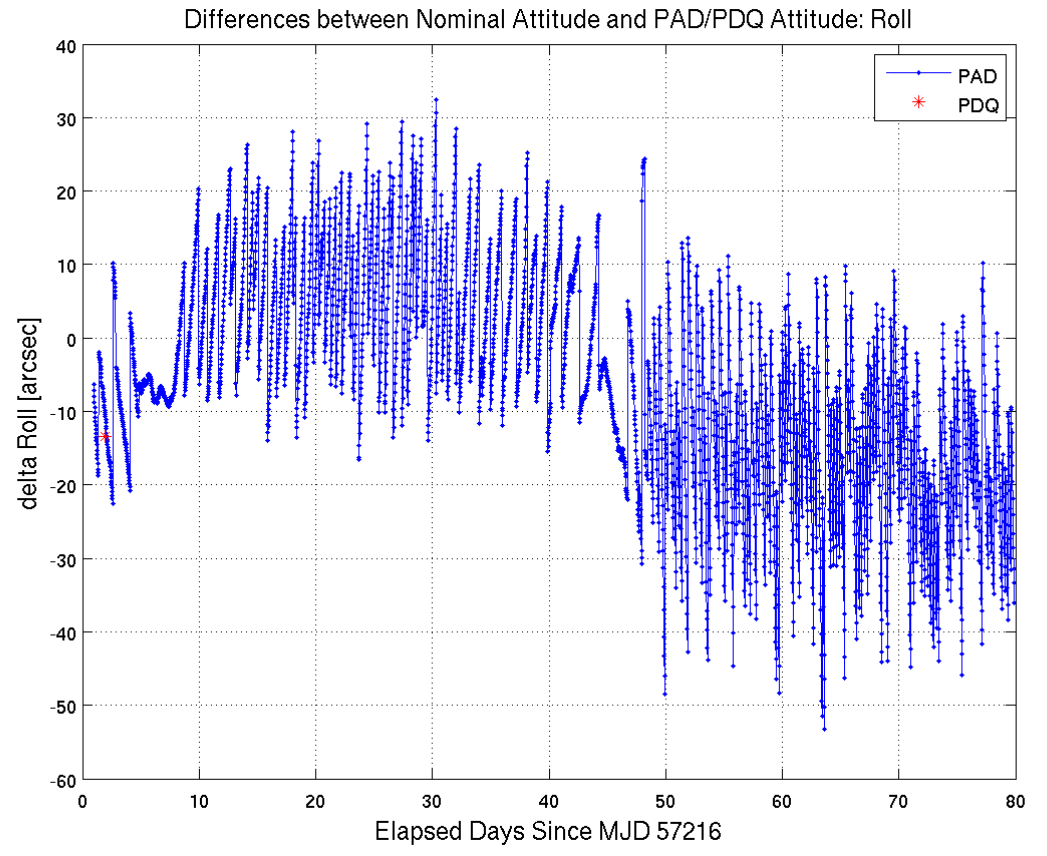 Differences between Nominal Attitude and PAD/PDQ Attitude: Roll
40
30
20
10
0
-10
-20
-30
-40
-50
-60
delta Roll [arcsec]
PAD
PDQ
0 10 20 30 40 50 60 70 80
Elapsed Days Since MJD 57216